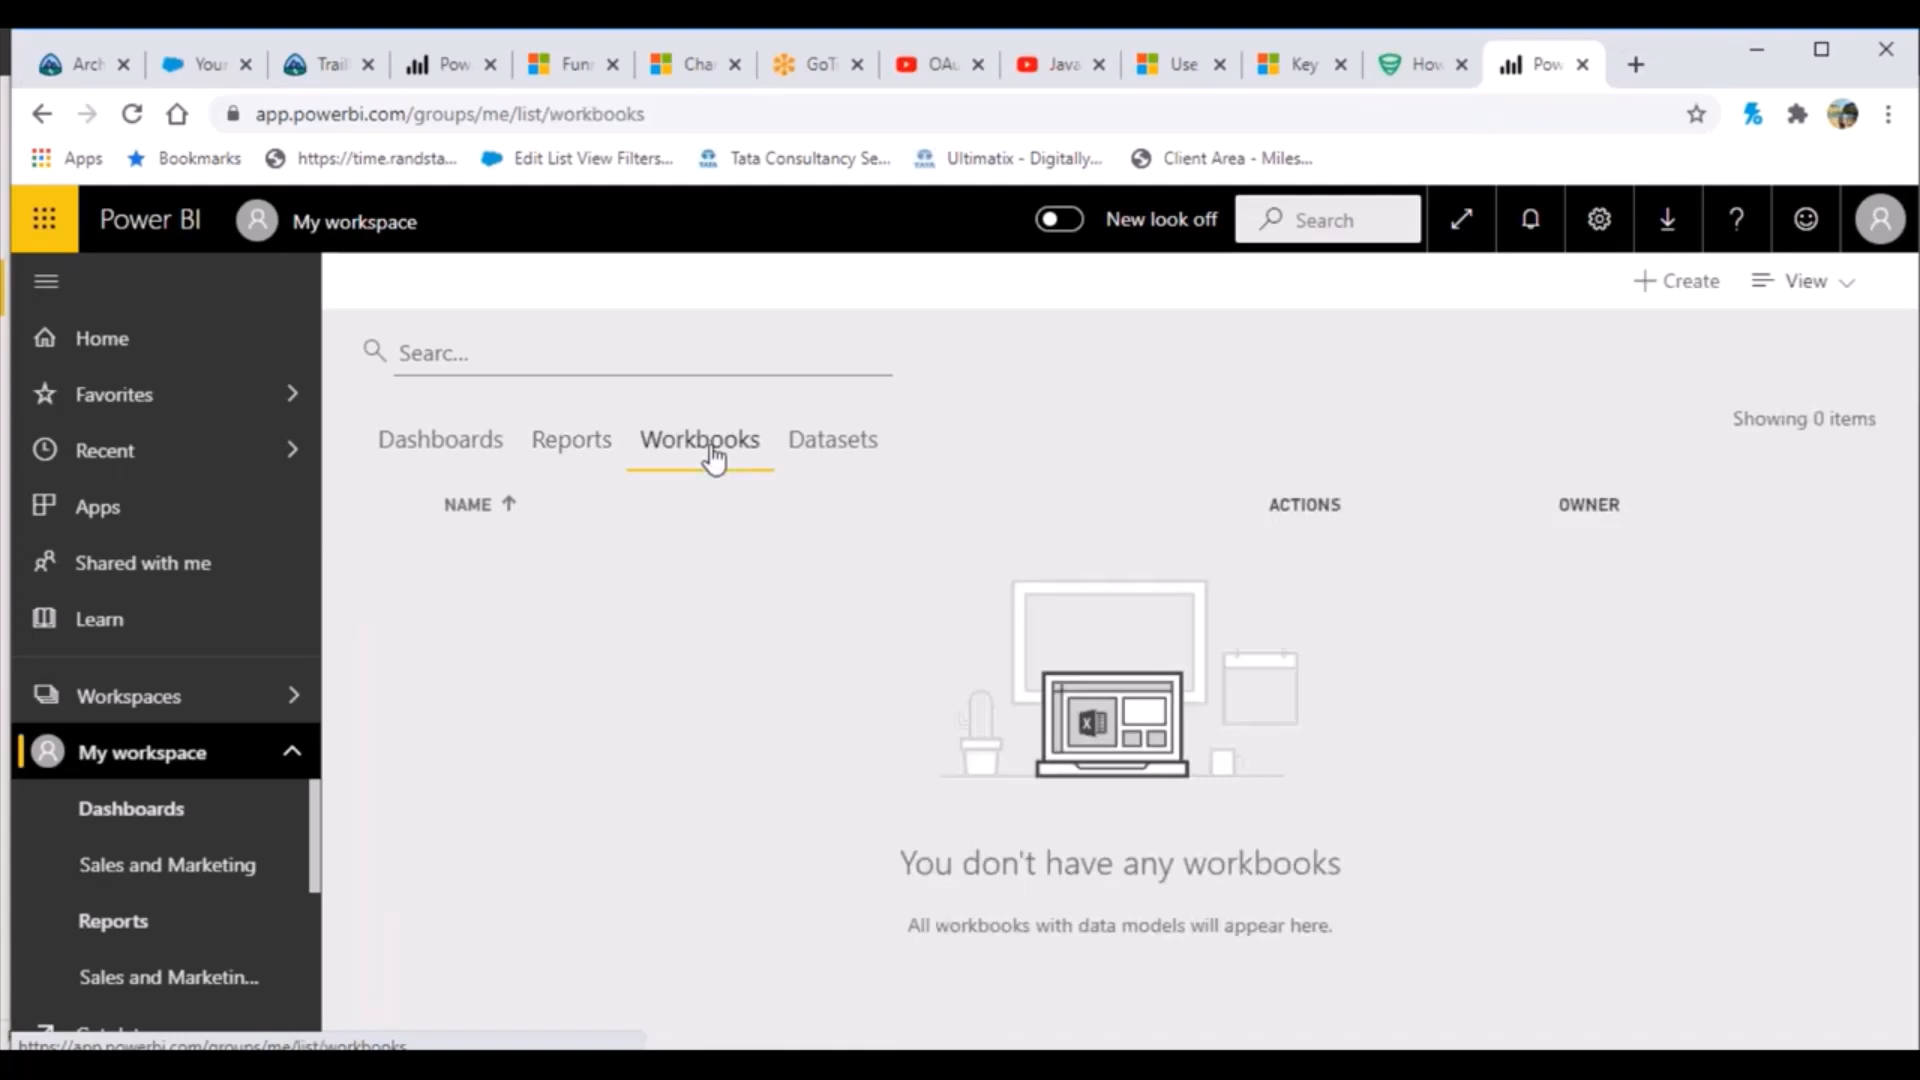 Arch Your Trail Pow Fun Cha GoT OAu Java Use Key How Pow
app.powerbi.com/groups/me/list/workbooks
Apps Bookmarks https://time.randsta... Edit List View Filters... Tata Consultancy Se... Ultimatix - Digitally... Client Area - Miles...
Power BI My workspace New look off Search
Create View
Home
Favorites
Recent
Apps
Shared with me
Learn
Workspaces
My workspace
Dashboards
Sales and Marketing
Reports
Sales and Marketin...
Searc...
Showing 0 items
Dashboards Reports Workbooks Datasets
NAME ACTIONS OWNER
You don't have any workbooks
All workbooks with data models will appear here.
https://app.powerbi.com/groups/me/list/workbooks